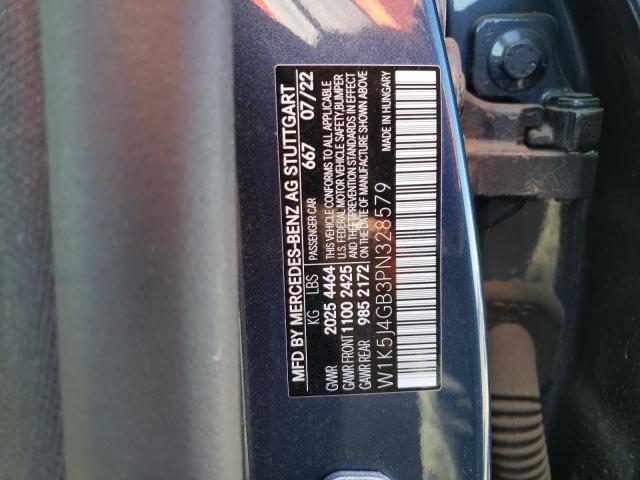 MFD BY MERCEDES-BENZ AG STUTTGART
KG LBS PASSENGER CAR 667 07/22
GVWR 2025 4464 THIS VEHICLE CONFORMS TO ALL APPLICABLE
GAWR FRONT 1100 2425 U.S. FEDERAL MOTOR VEHICLE SAFETY, BUMPER
GAWR REAR 985 2172 AND THEFT PREVENTION STANDARDS IN EFFECT
ON THE DATE OF MANUFACTURE SHOWN ABOVE
MADE IN HUNGARY
W1K5J4GB3PN328579